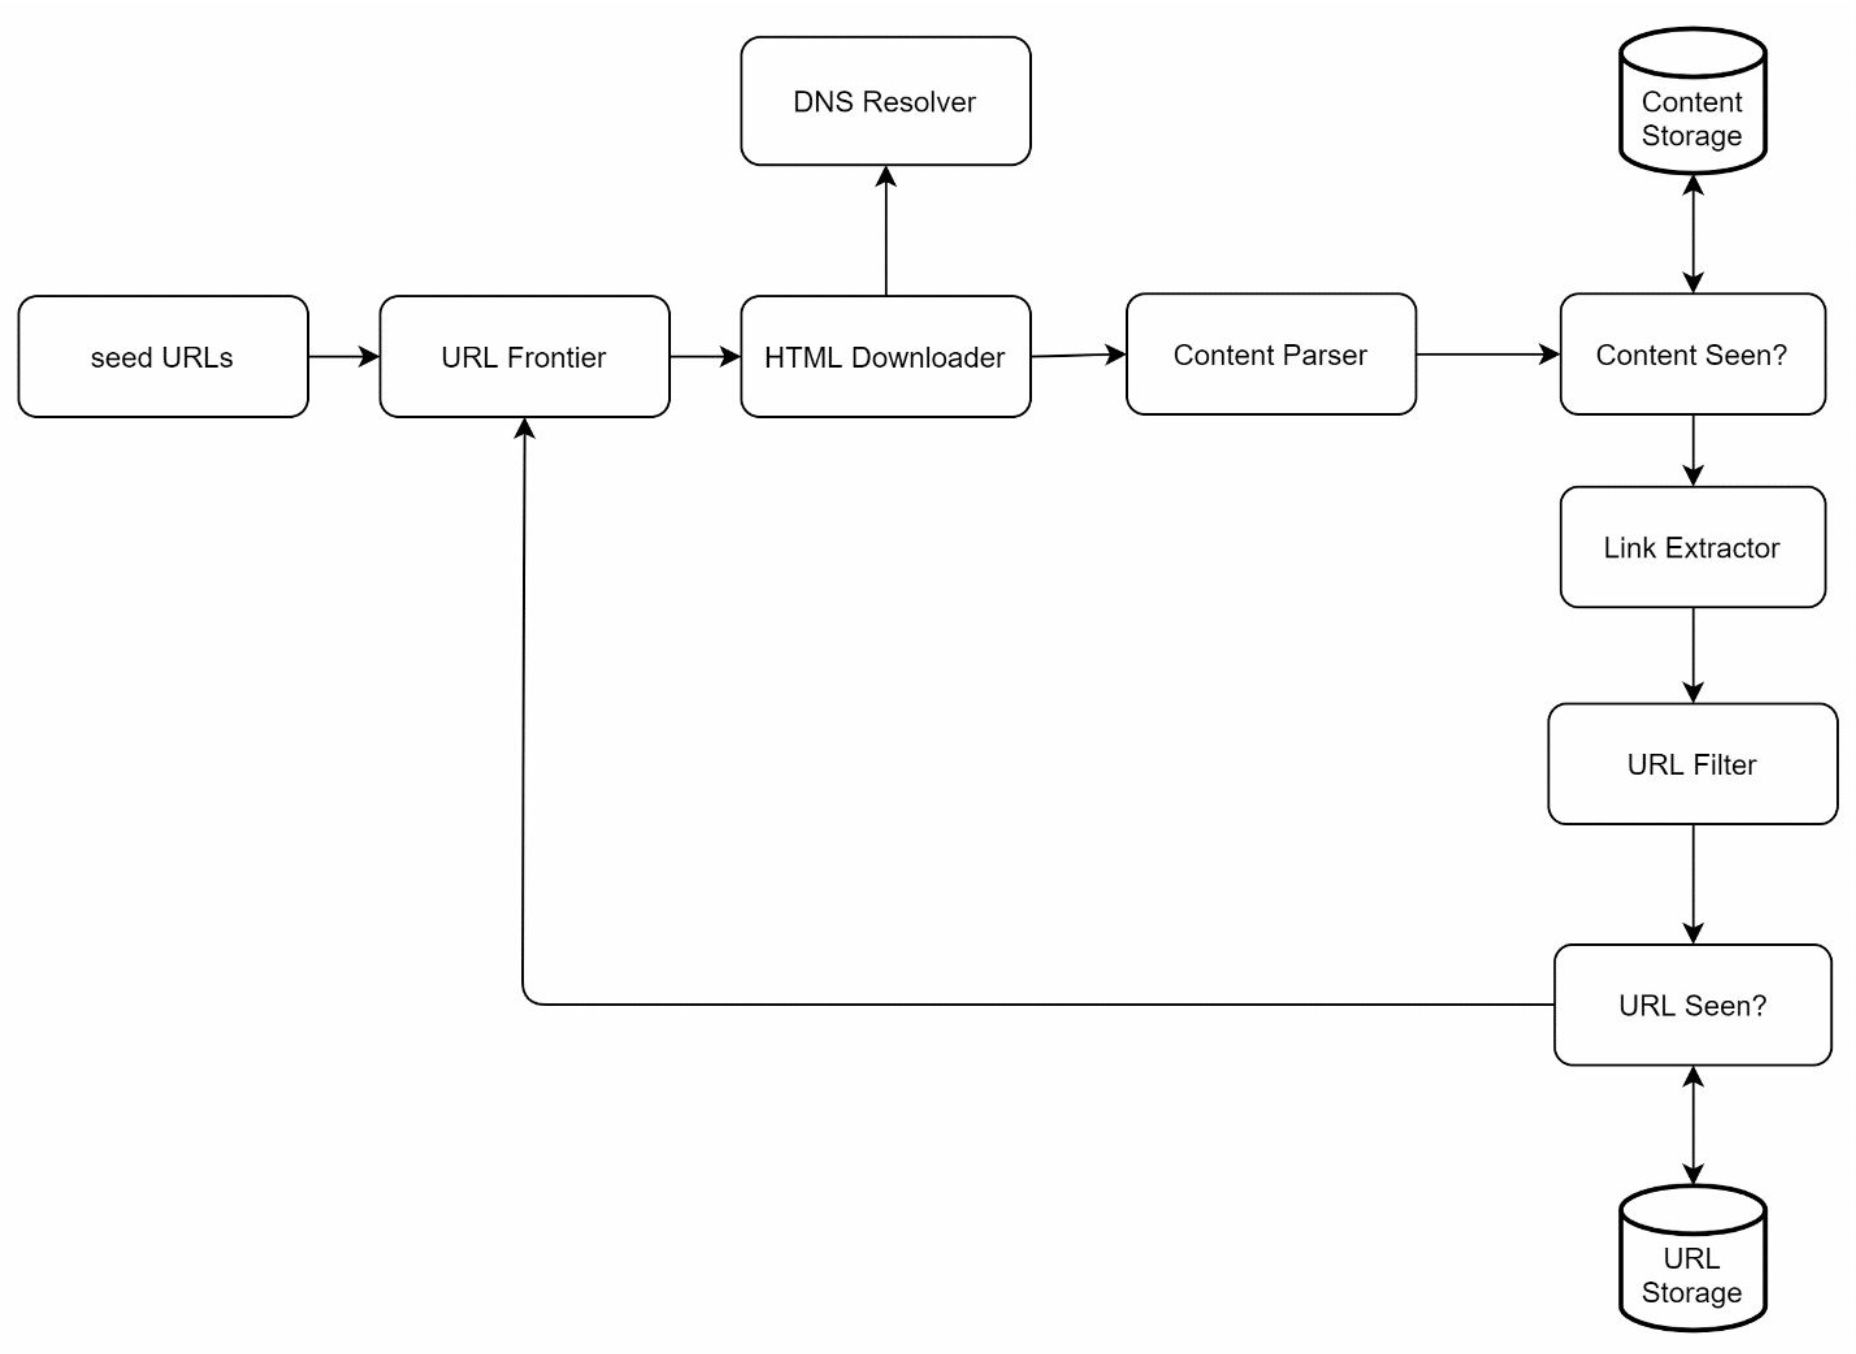 DNS Resolver
Content
Storage
seed URLs
URL Frontier
HTML Downloader
Content Parser
Content Seen?
Link Extractor
URL Filter
URL Seen?
URL
Storage